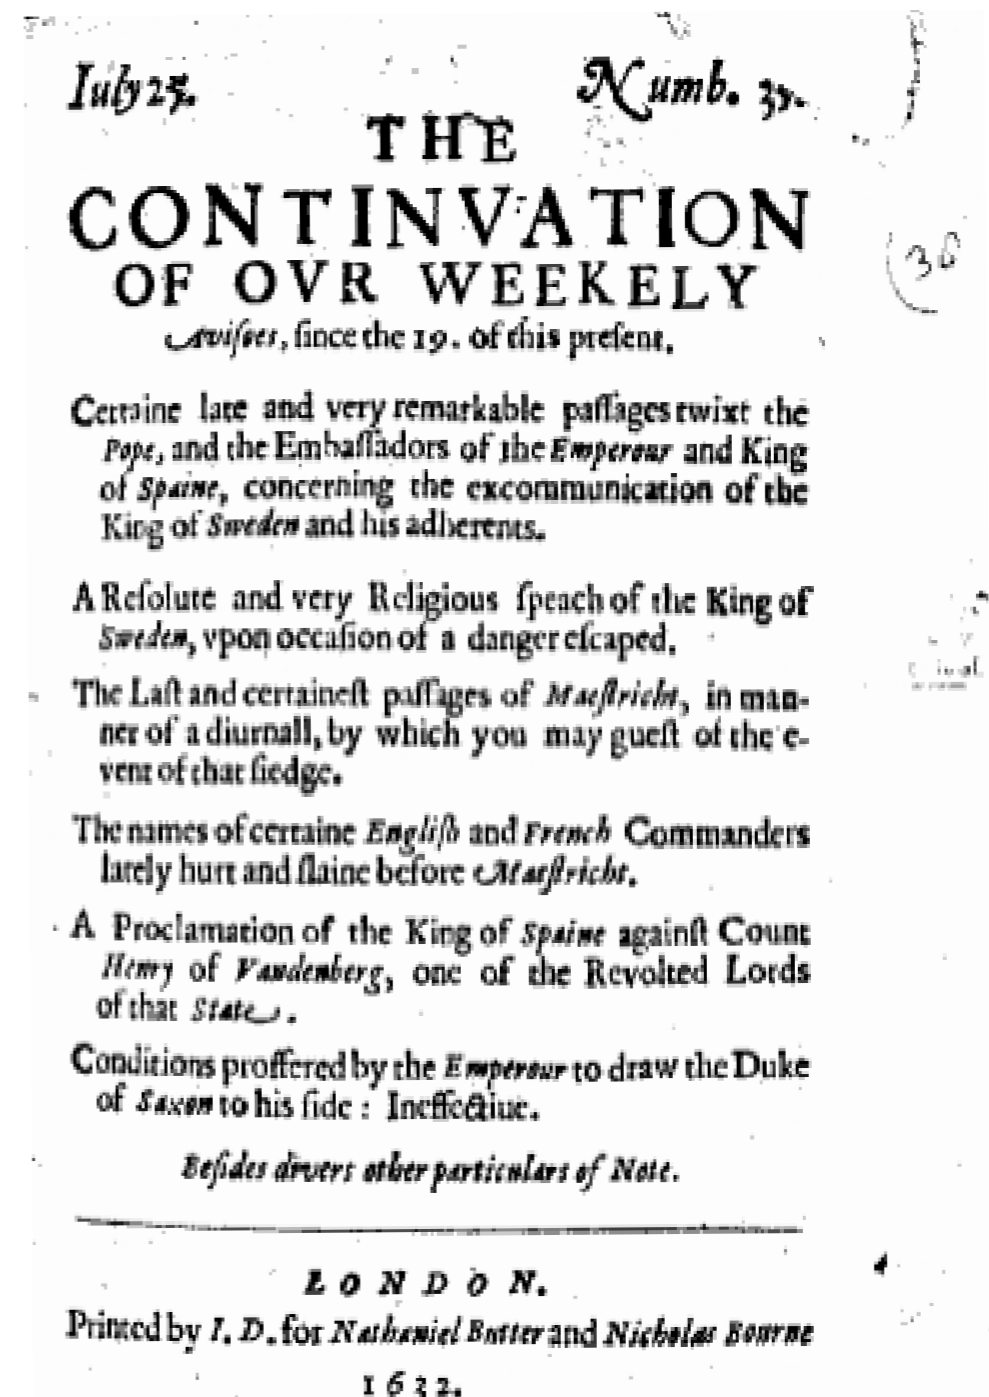 Iuly 25. Numb.
THE
CONTINVATION
OF OVR WEEKELY
Avisoes, ſince the 19. of this preſent.
Certaine late and very remarkable paſſages twixt the
Pope, and the Embaſſadors of the Emperour and King
of Spaine, concerning the excommunication of the
King of Sweden and his adherents.
A Reſolute and very Religious ſpeach of the King of
Sweden, vpon occaſion of a danger eſcaped.
The Laſt and certaineſt paſſages of Maeſtricht, in man-
ner of a diurnall, by which you may gueſt of the e-
vent of that ſiedge.
The names of certaine Engliſh and French Commanders
lately hurt and ſlaine before Maeſtricht.
A Proclamation of the King of Spaine againſt Count
Henry of Vandenberg, one of the Revolted Lords
of that State.
Conditions proffered by the Emperour to draw the Duke
of Saxon to his ſide: Ineffectiue.
Beſides divers other particulars of Note.
LONDON.
Printed by I. D. for Nathaniel Butter and Nicholas Bourne
1632.